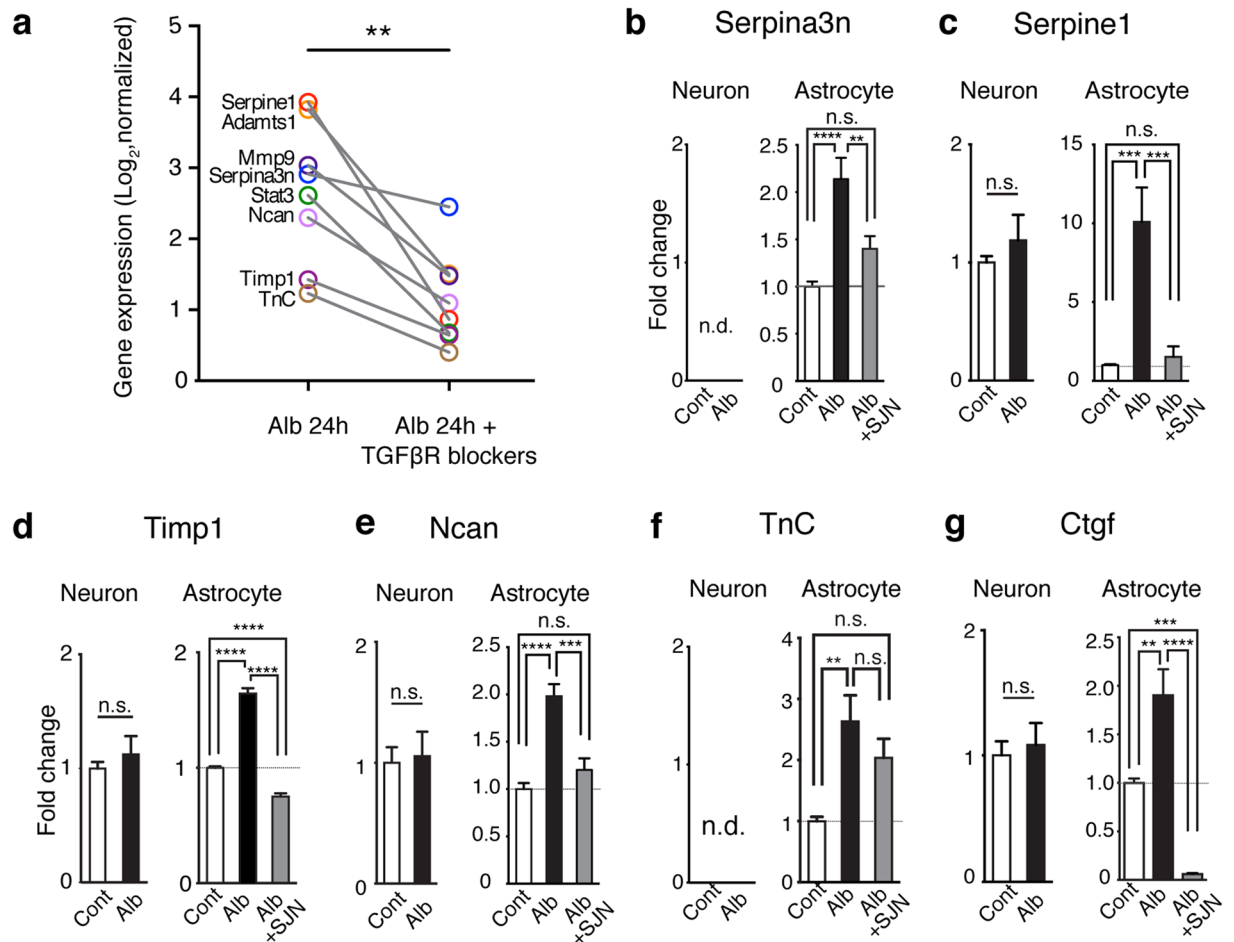 a
Gene expression (Log2,normalized)
5
4
3
2
1
0
**
Serpine1
Adamts1
Mmp9
Serpina3n
Stat3
Ncan
Timp1
TnC
Alb 24h
Alb 24h +
TGFβR blockers
b
Serpina3n
Neuron
Astrocyte
Fold change
2
1
0
n.d.
Cont
Alb
n.s.
****
**
2.5
2.0
1.5
1.0
0.5
0
Cont
Alb
Alb
+SJN
c
Serpine1
Neuron
Astrocyte
2
1
0
n.s.
Cont
Alb
n.s.
***
***
15
10
5
0
Cont
Alb
Alb
+SJN
d
Timp1
Neuron
Astrocyte
Fold change
2
1
0
n.s.
Cont
Alb
****
****
****
2
1
0
Cont
Alb
Alb
+SJN
e
Ncan
Neuron
Astrocyte
2
1
0
n.s.
Cont
Alb
n.s.
****
***
2.5
2.0
1.5
1.0
0.5
0
Cont
Alb
Alb
+SJN
f
TnC
Neuron
Astrocyte
2
1
0
n.d.
Cont
Alb
n.s.
**
n.s.
4
3
2
1
0
Cont
Alb
Alb
+SJN
g
Ctgf
Neuron
Astrocyte
2
1
0
n.s.
Cont
Alb
***
**
****
2.5
2.0
1.5
1.0
0.5
0
Cont
Alb
Alb
+SJN